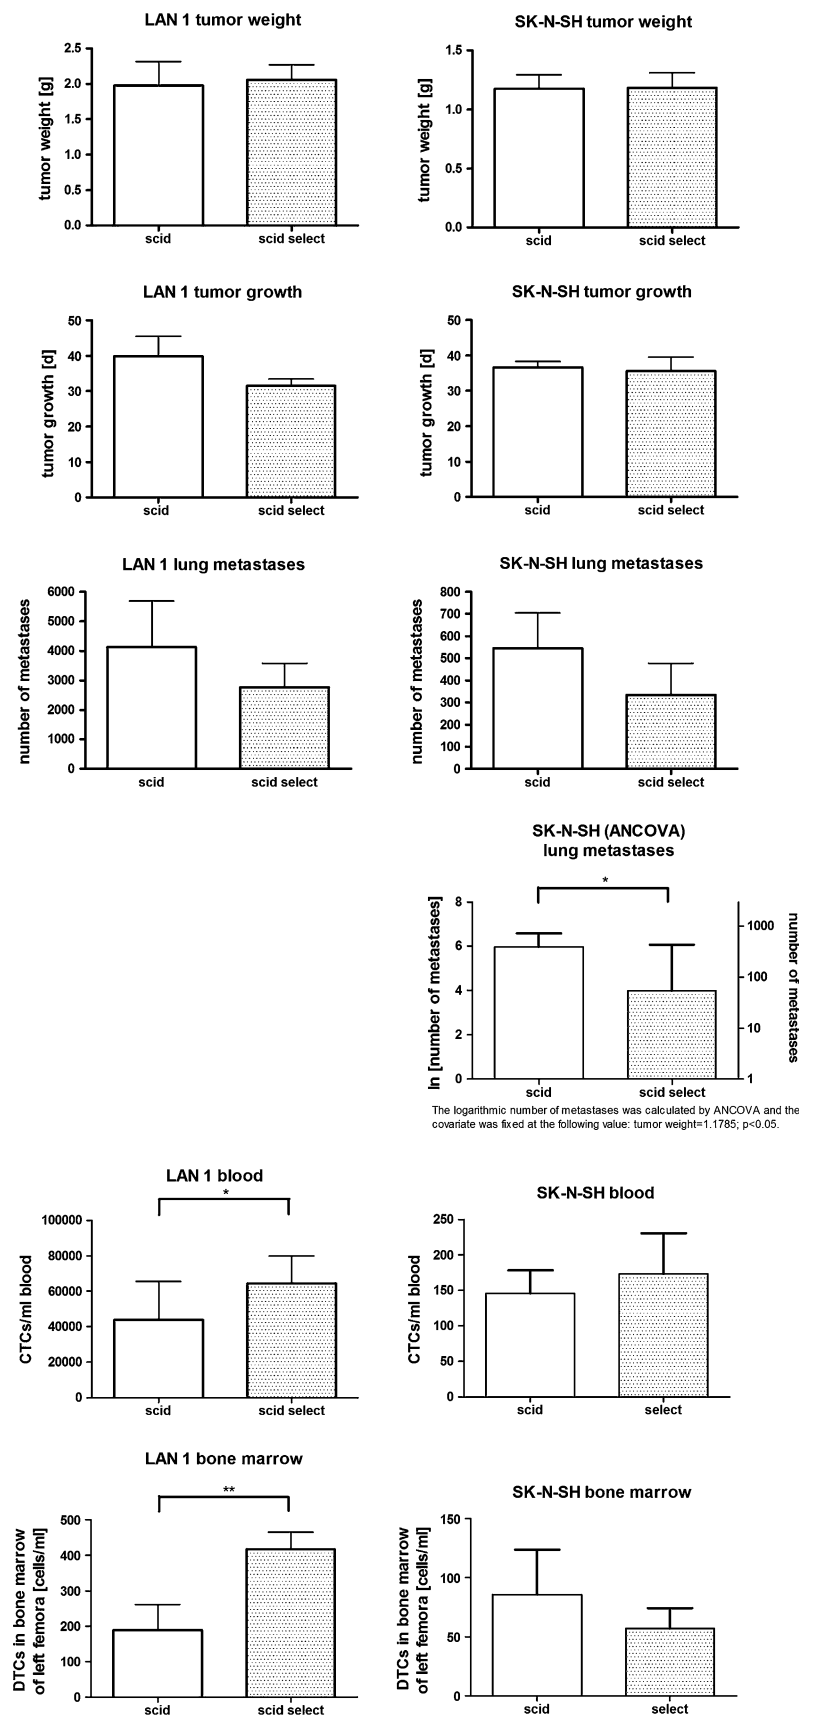 LAN 1 tumor weight
tumor weight [g]
2.5
2.0
1.5
1.0
0.5
0.0
scid
scid select
SK-N-SH tumor weight
tumor weight [g]
1.5
1.0
0.5
0.0
scid
scid select
LAN 1 tumor growth
tumor growth [d]
50
40
30
20
10
0
scid
scid select
SK-N-SH tumor growth
tumor growth [d]
50
40
30
20
10
0
scid
scid select
LAN 1 lung metastases
number of metastases
6000
5000
4000
3000
2000
1000
0
scid
scid select
SK-N-SH lung metastases
number of metastases
800
700
600
500
400
300
200
100
0
scid
scid select
SK-N-SH (ANCOVA)
lung metastases
*
ln [number of metastases]
8
6
4
2
0
1000
100
10
1
number of metastases
scid
scid select
The logarithmic number of metastases was calculated by ANCOVA and the
covariate was fixed at the following value: tumor weight=1.1785; p<0.05.
LAN 1 blood
*
CTCs/ml blood
100000
80000
60000
40000
20000
0
scid
scid select
SK-N-SH blood
CTCs/ml blood
250
200
150
100
50
0
scid
select
LAN 1 bone marrow
**
DTCs in bone marrow
of left femora [cells/ml]
500
400
300
200
100
0
scid
scid select
SK-N-SH bone marrow
DTCs in bone marrow
of left femora [cells/ml]
150
100
50
0
scid
select